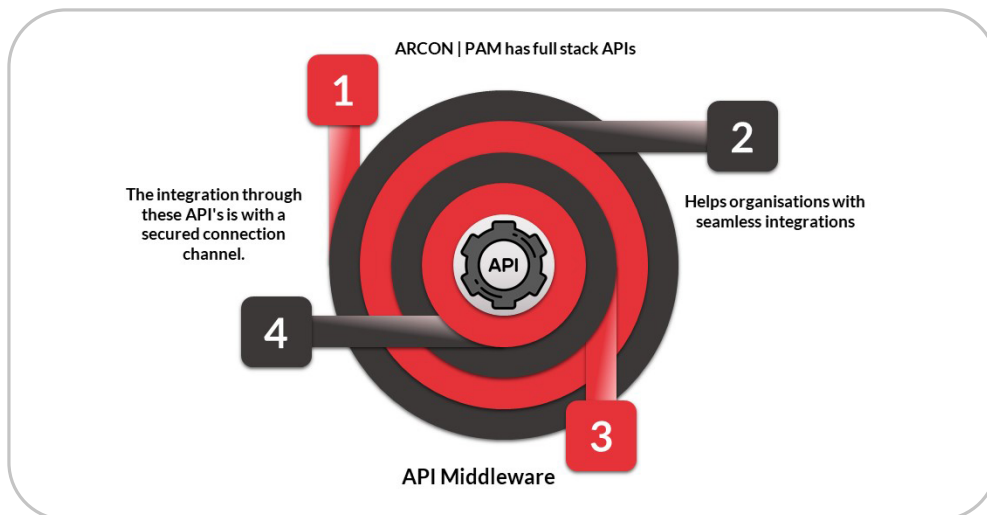 ARCON | PAM has full stack APIs
1
2
The integration through
these API's is with a
secured connection
channel.
Helps organisations with
seamless integrations
API
4
3
API Middleware